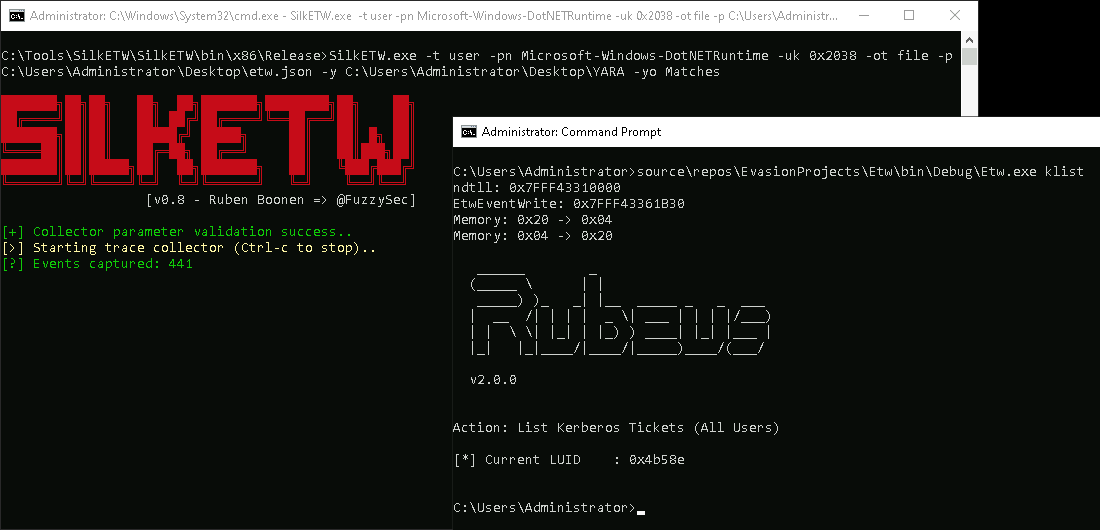 Administrator: C:\Windows\System32\cmd.exe - SilkETW.exe -t user -pn Microsoft-Windows-DotNETRuntime -uk 0x2038 -ot file -p C:\Users\Administr...
C:\Tools\SilkETW\SilkETW\bin\x86\Release>SilkETW.exe -t user -pn Microsoft-Windows-DotNETRuntime -uk 0x2038 -ot file -p
C:\Users\Administrator\Desktop\etw.json -y C:\Users\Administrator\Desktop\YARA -yo Matches
SILKETW
[v0.8 - Ruben Boonen => @FuzzySec]
[+] Collector parameter validation success..
[>] Starting trace collector (Ctrl-c to stop)..
[?] Events captured: 441
Administrator: Command Prompt
C:\Users\Administrator>source\repos\EvasionProjects\Etw\bin\Debug\Etw.exe klist
ndtll: 0x7FFF43310000
EtwEventWrite: 0x7FFF43361B30
Memory: 0x20 -> 0x04
Memory: 0x04 -> 0x20
Rubeus
v2.0.0
Action: List Kerberos Tickets (All Users)
[*] Current LUID    : 0x4b58e
C:\Users\Administrator>